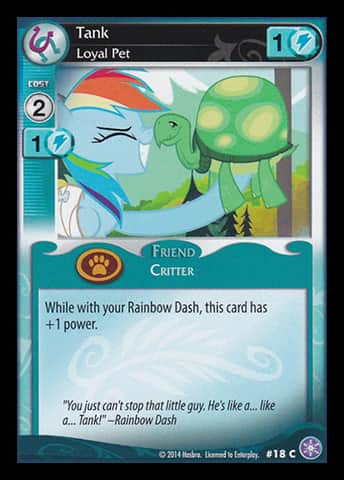 Tank
Loyal Pet
1
COST
2
1
FRIEND
CRITTER
While with your Rainbow Dash, this card has
+1 power.
"You just can't stop that little guy. He's like a... like
a... Tank!" –Rainbow Dash
© 2014 Hasbro. Licensed to Enterplay. #18 C